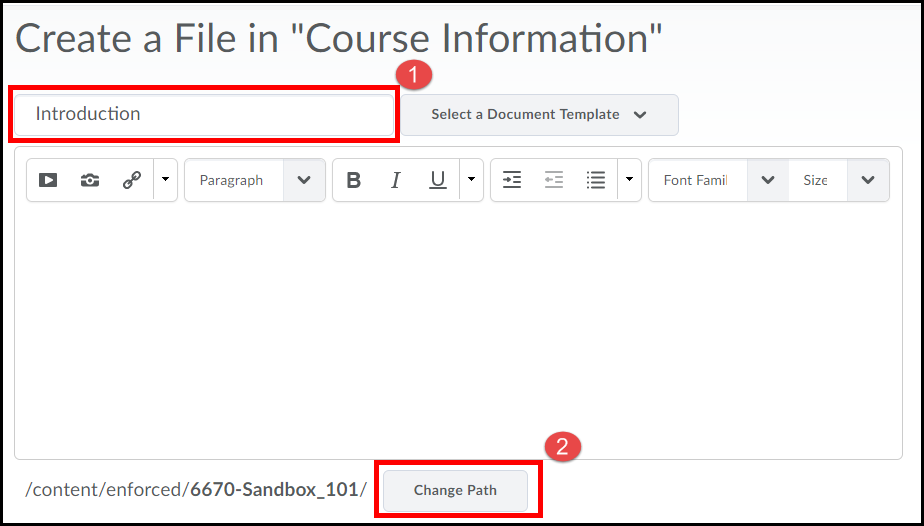 Create a File in "Course Information"
1
Introduction
Select a Document Template
Paragraph
B I U
Font Famil
Size
2
/content/enforced/6670-Sandbox_101/
Change Path